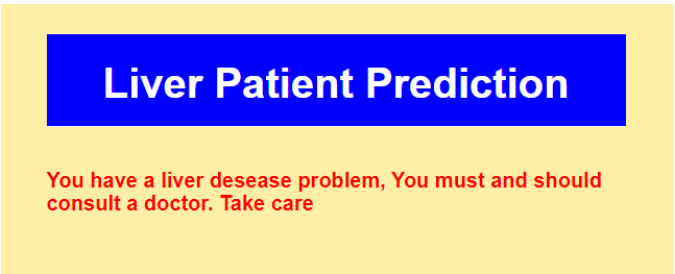 Liver Patient Prediction
You have a liver desease problem, You must and should
consult a doctor. Take care